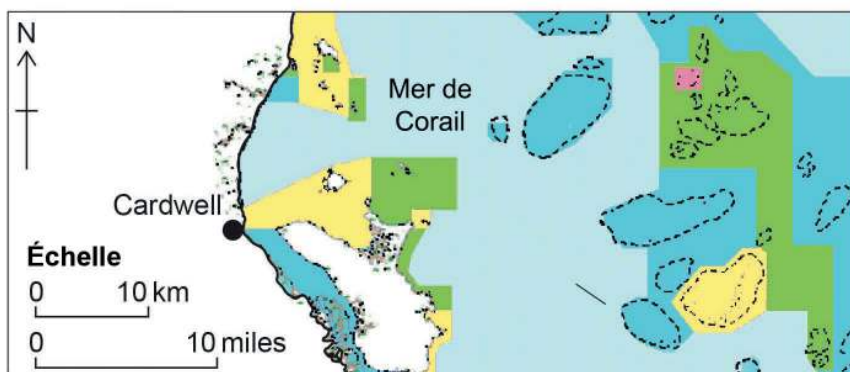 N
Mer de
Corail
Cardwell
Échelle
0 10 km
0 10 miles